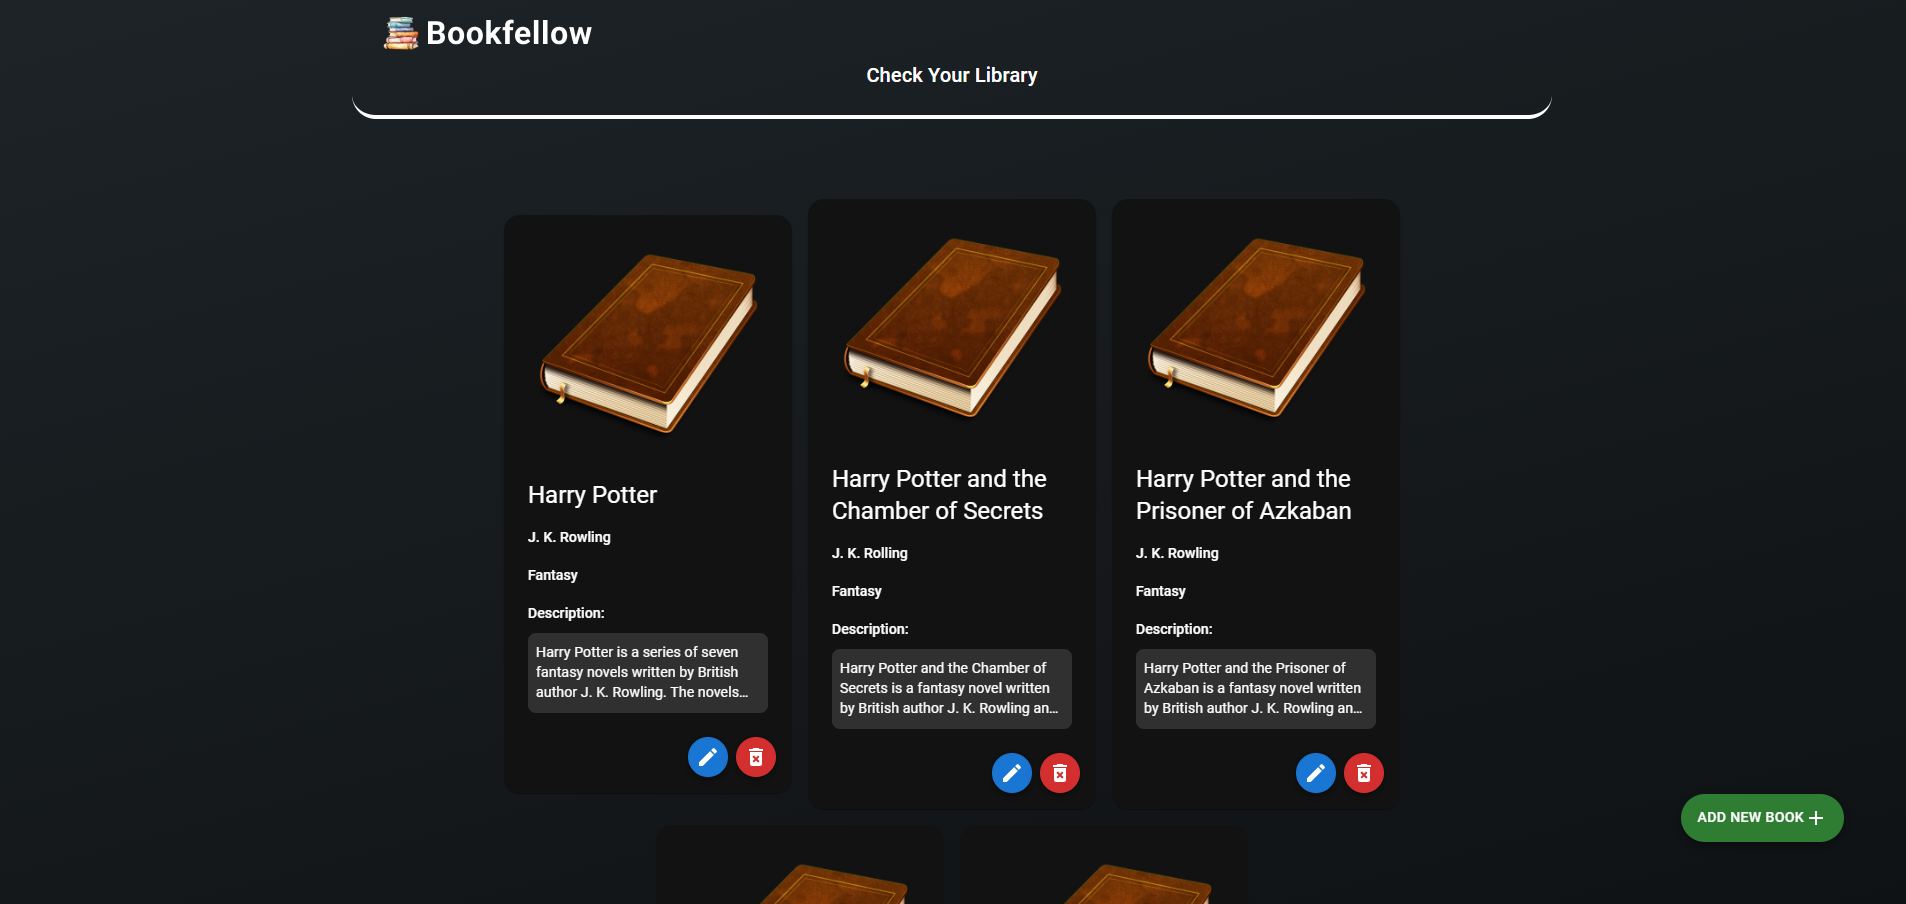 Bookfellow
Check Your Library
Harry Potter
J. K. Rowling
Fantasy
Description:
Harry Potter is a series of seven
fantasy novels written by British
author J. K. Rowling. The novels...
Harry Potter and the
Chamber of Secrets
J. K. Rolling
Fantasy
Description:
Harry Potter and the Chamber of
Secrets is a fantasy novel written
by British author J. K. Rowling an...
Harry Potter and the
Prisoner of Azkaban
J. K. Rowling
Fantasy
Description:
Harry Potter and the Prisoner of
Azkaban is a fantasy novel written
by British author J. K. Rowling an...
ADD NEW BOOK